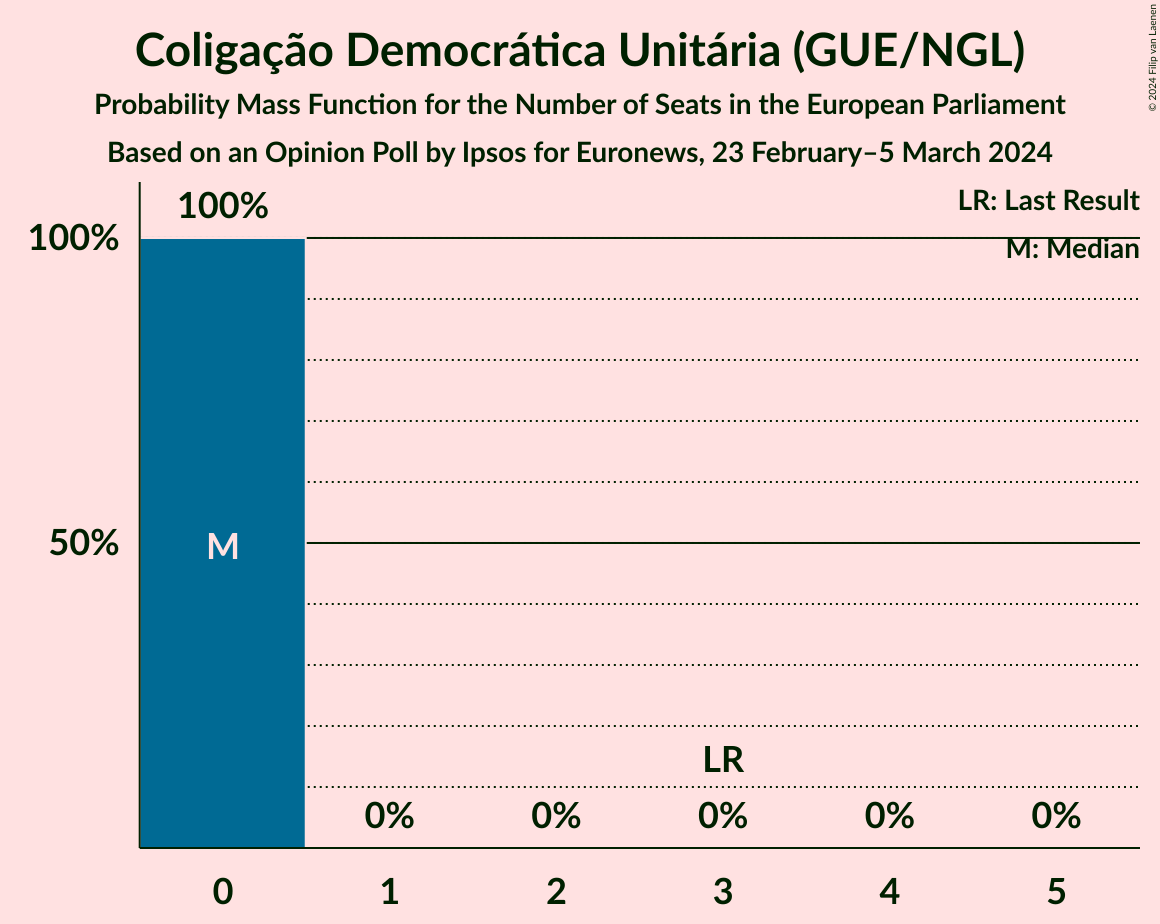 Coligação Democrática Unitária (GUE/NGL)
Probability Mass Function for the Number of Seats in the European Parliament
Based on an Opinion Poll by Ipsos for Euronews, 23 February–5 March 2024
© 2024 Filip van Laenen
LR: Last Result
M: Median
100%
100%
50%
M
LR
0% 0% 0% 0% 0%
0 1 2 3 4 5